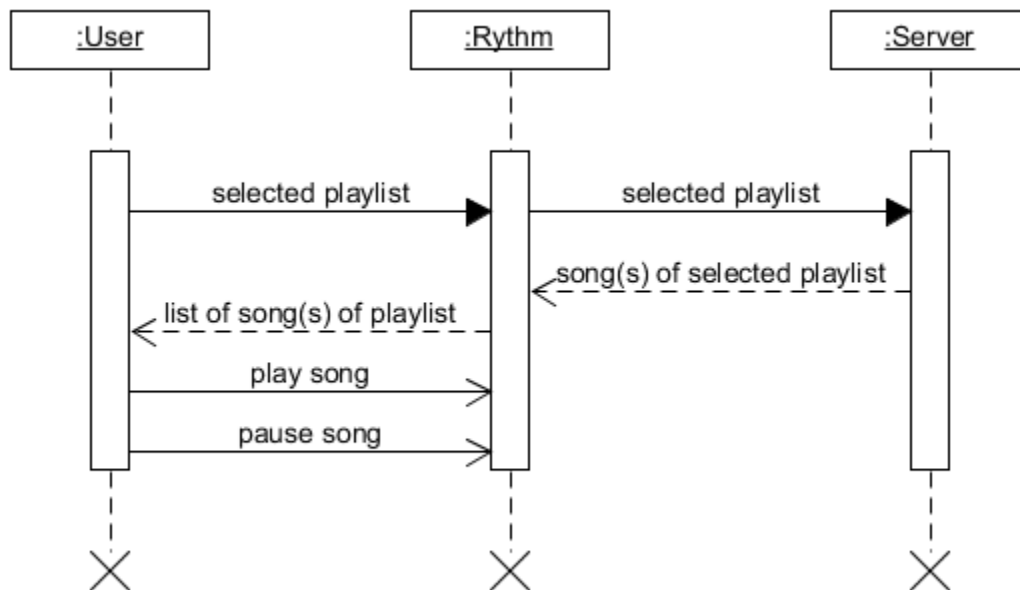 :User
:Rythm
:Server
selected playlist
selected playlist
song(s) of selected playlist
list of song(s) of playlist
play song
pause song